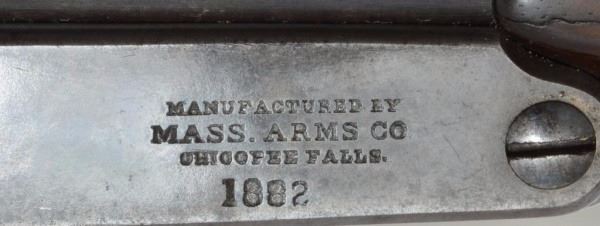 MANUFACTURED BY
MASS. ARMS CO
CHICOPEE FALLS.
1882